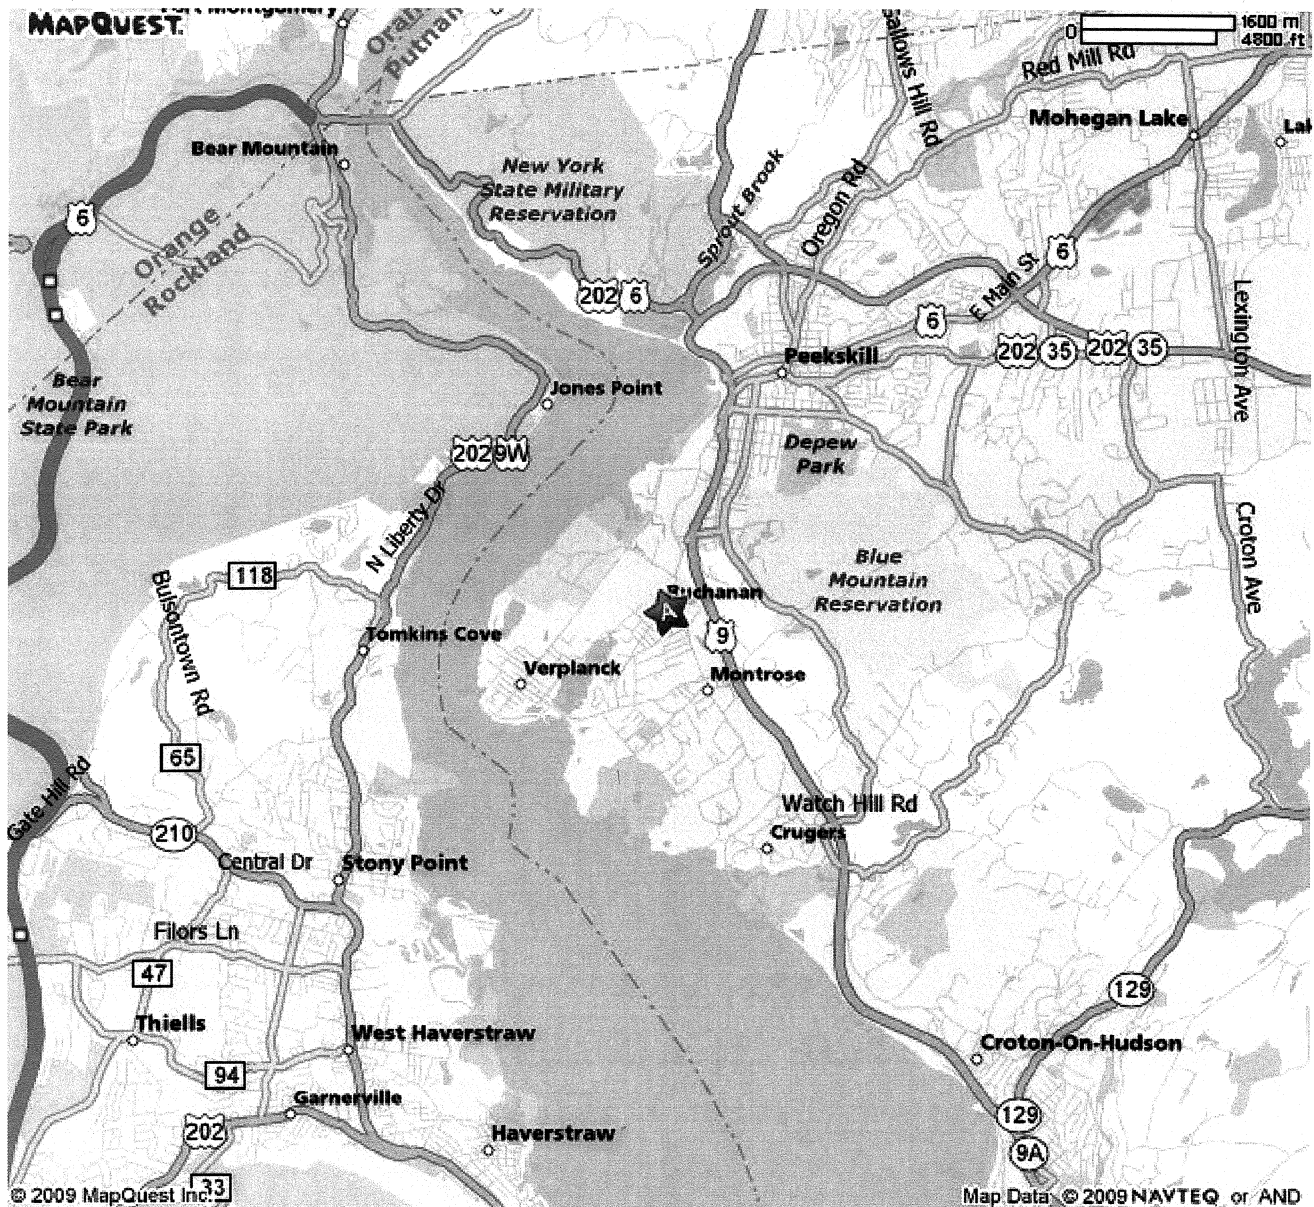 MAPQUEST.
Fort Montgomery
Orange
Putnam
1600 m
0
4800 ft
Gallows Hill Rd
Red Mill Rd
Mohegan Lake
Bear Mountain
New York
State Military
Reservation
Sprout Brook
Oregon Rd
6
Orange
Rockland
6
202 6
E Main St
6
202 35
202 35
Lexington Ave
Peekskill
Bear
Mountain
State Park
Jones Point
Depew
Park
202 9W
N Liberty Dr
Croton Ave
Blue
Mountain
Reservation
118
Bulsontown Rd
Buchanan
A
9
Tomkins Cove
Verplanck
Montrose
65
Gate Hill Rd
Watch Hill Rd
210
Crugers
Central Dr
Stony Point
Filors Ln
47
129
Thiells
West Haverstraw
Croton-On-Hudson
94
Garnerville
129
202
Haverstraw
9A
33
© 2009 MapQuest Inc.
Map Data © 2009 NAVTEQ or AND